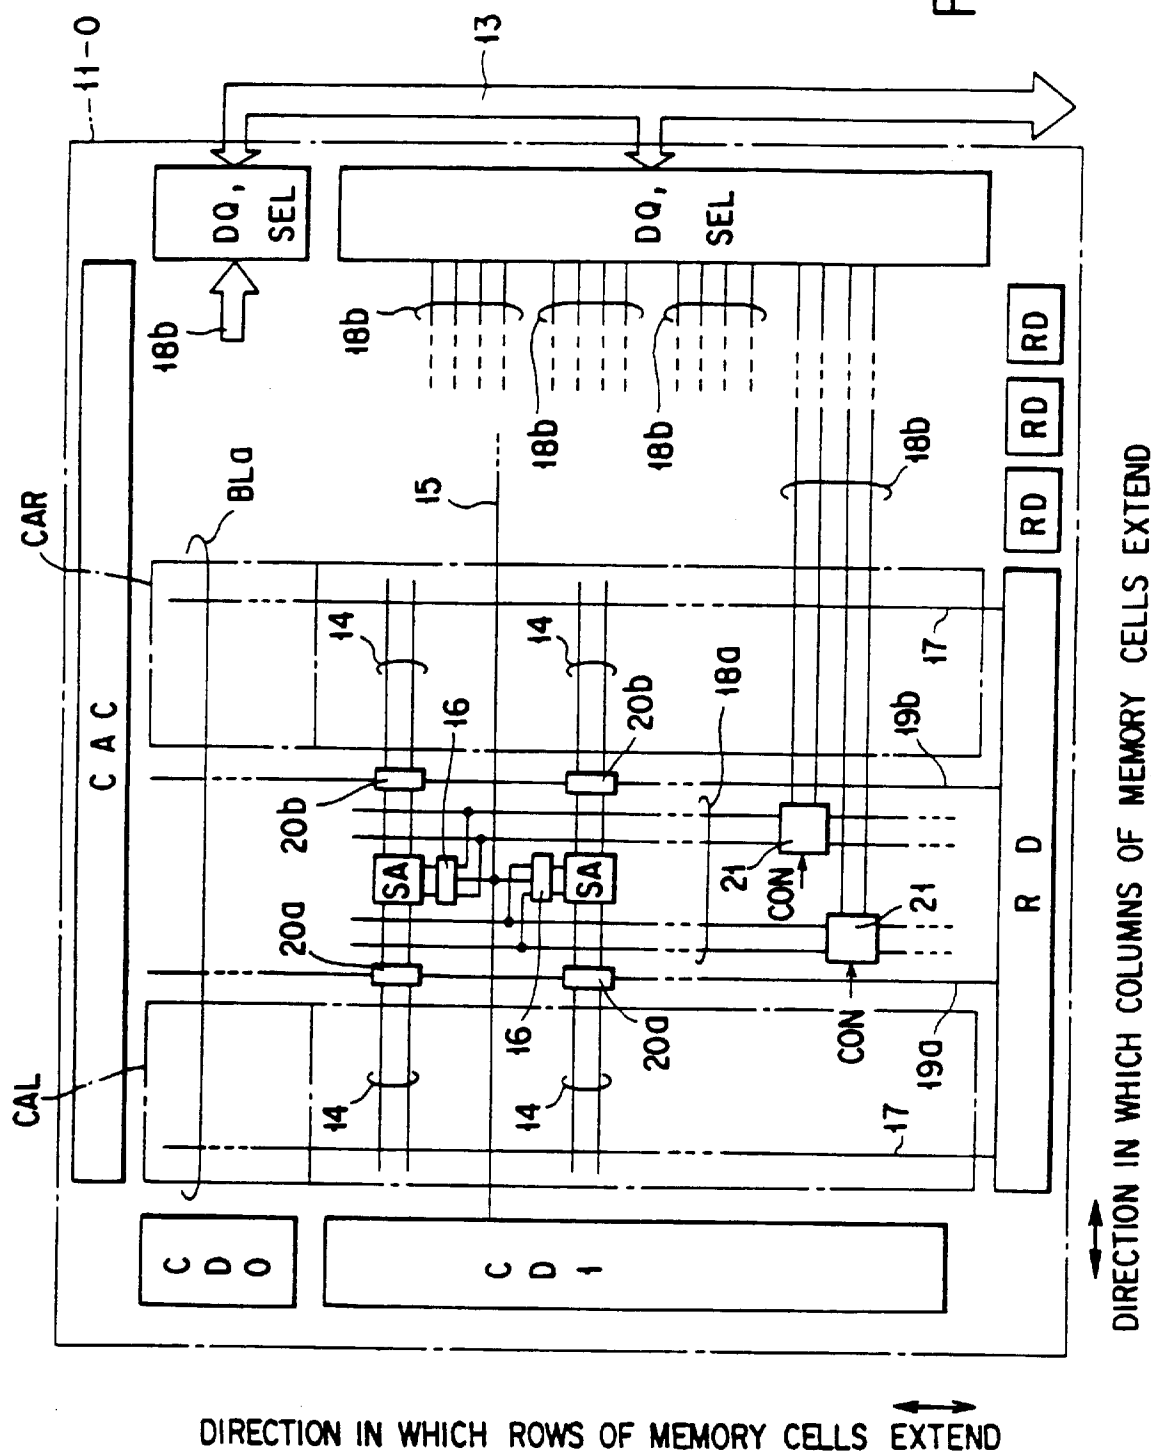 F
11-0
13
CAC
DQ,
SEL
18b
DQ,
SEL
18b
18b
18b
18b
CAR
BLa
15
RD
RD
RD
14
14
17
16
20b
20b
18a
19b
SA
SA
16
21
CON
21
CON
20a
20a
19a
CAL
14
14
17
R D
C
D
0
C
D
1
DIRECTION IN WHICH ROWS OF MEMORY CELLS EXTEND
DIRECTION IN WHICH COLUMNS OF MEMORY CELLS EXTEND